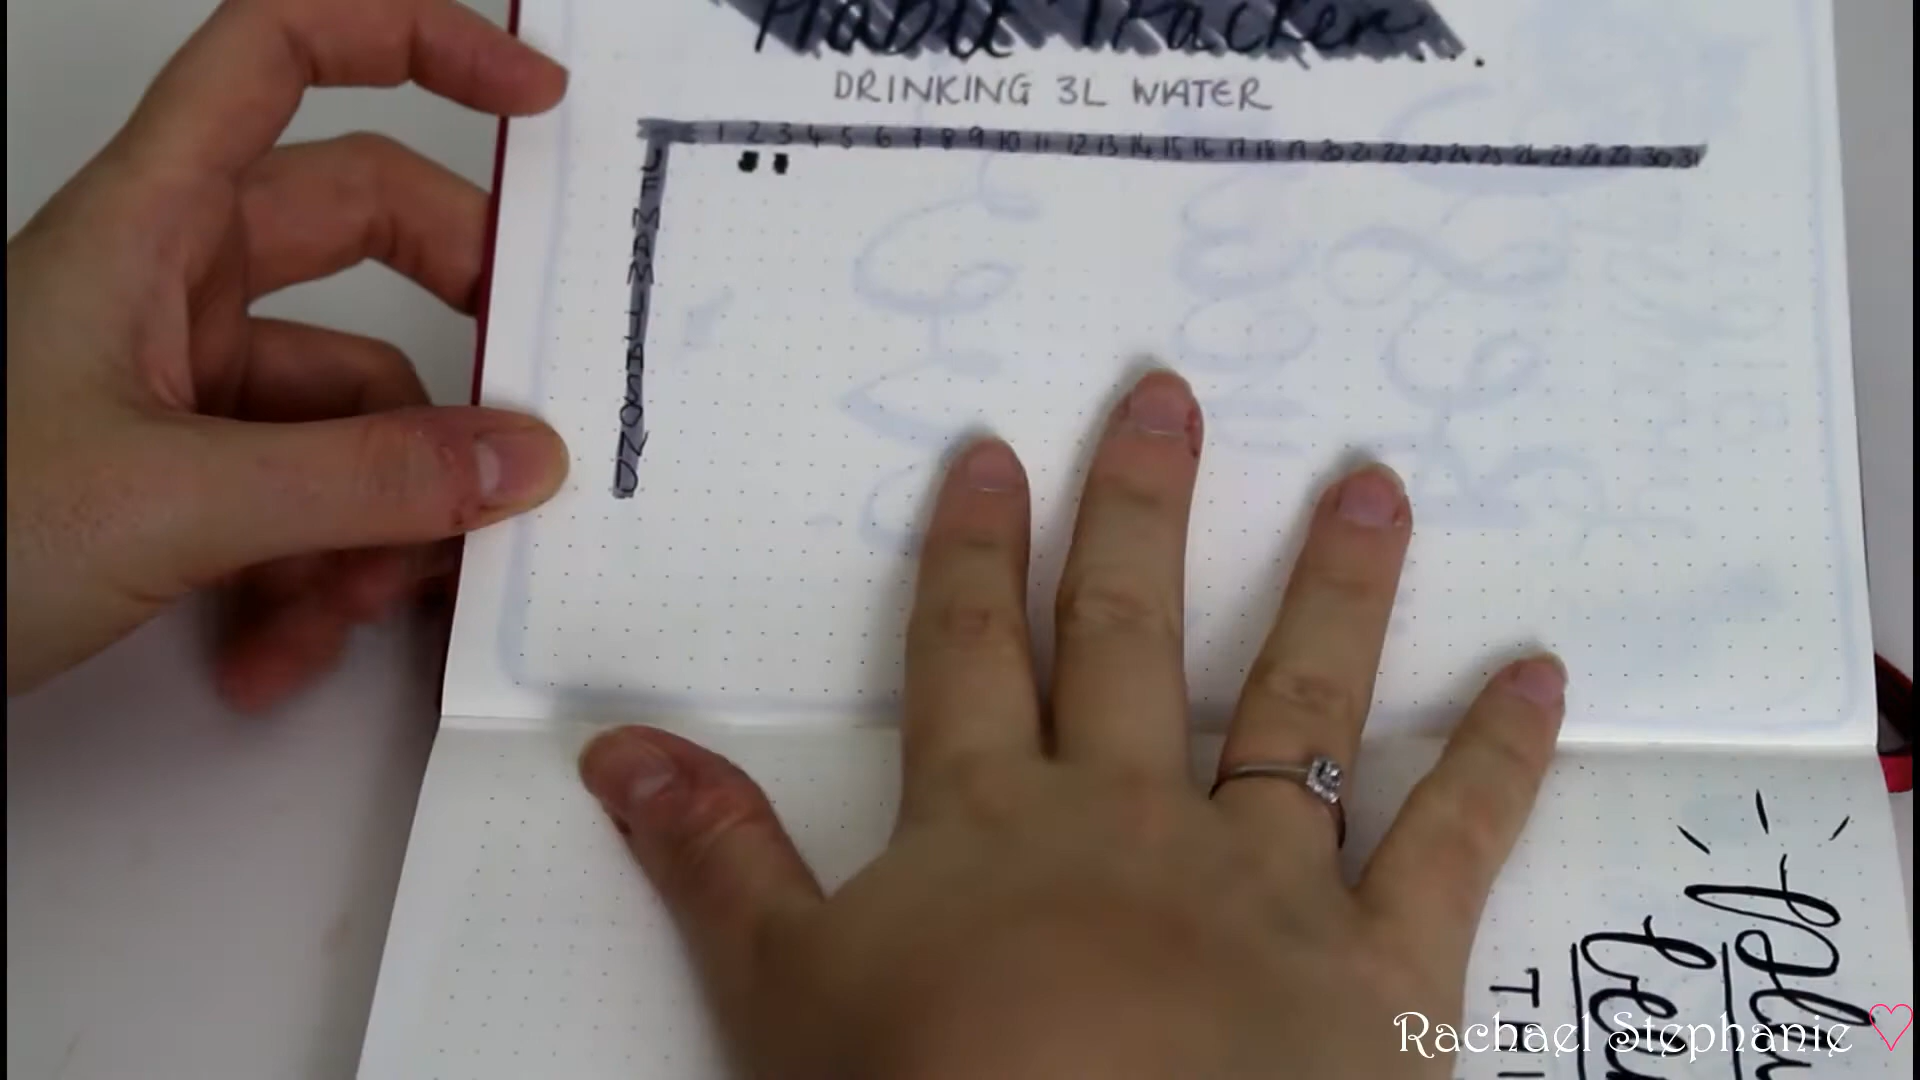 Habit Tracker...
DRINKING 3L WATER
1 2 3 4 5 6 7 8 9 10 11 12 13 14 15 16 17 18 19 20 21 22 23 24 25 26 27 28 29 30 31
J
F
M
A
M
J
J
A
S
O
N
D
THI
Rachael Stephanie